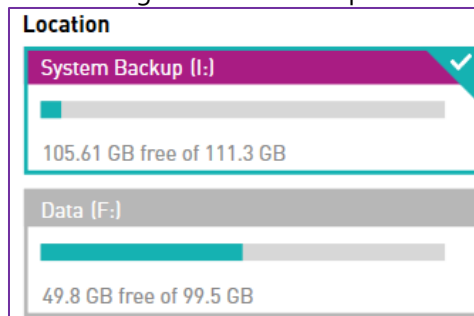 Location
System Backup (I:)
105.61 GB free of 111.3 GB
Data (F:)
49.8 GB free of 99.5 GB